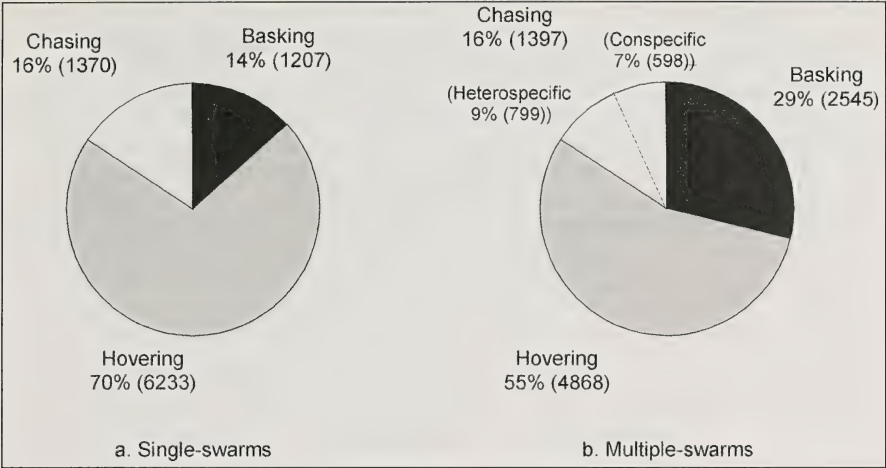 Chasing
16% (1370)
Basking
14% (1207)
Hovering
70% (6233)
a. Single-swarms
Chasing
16% (1397)
(Conspecific
7% (598))
(Heterospecific
9% (799))
Basking
29% (2545)
Hovering
55% (4868)
b. Multiple-swarms